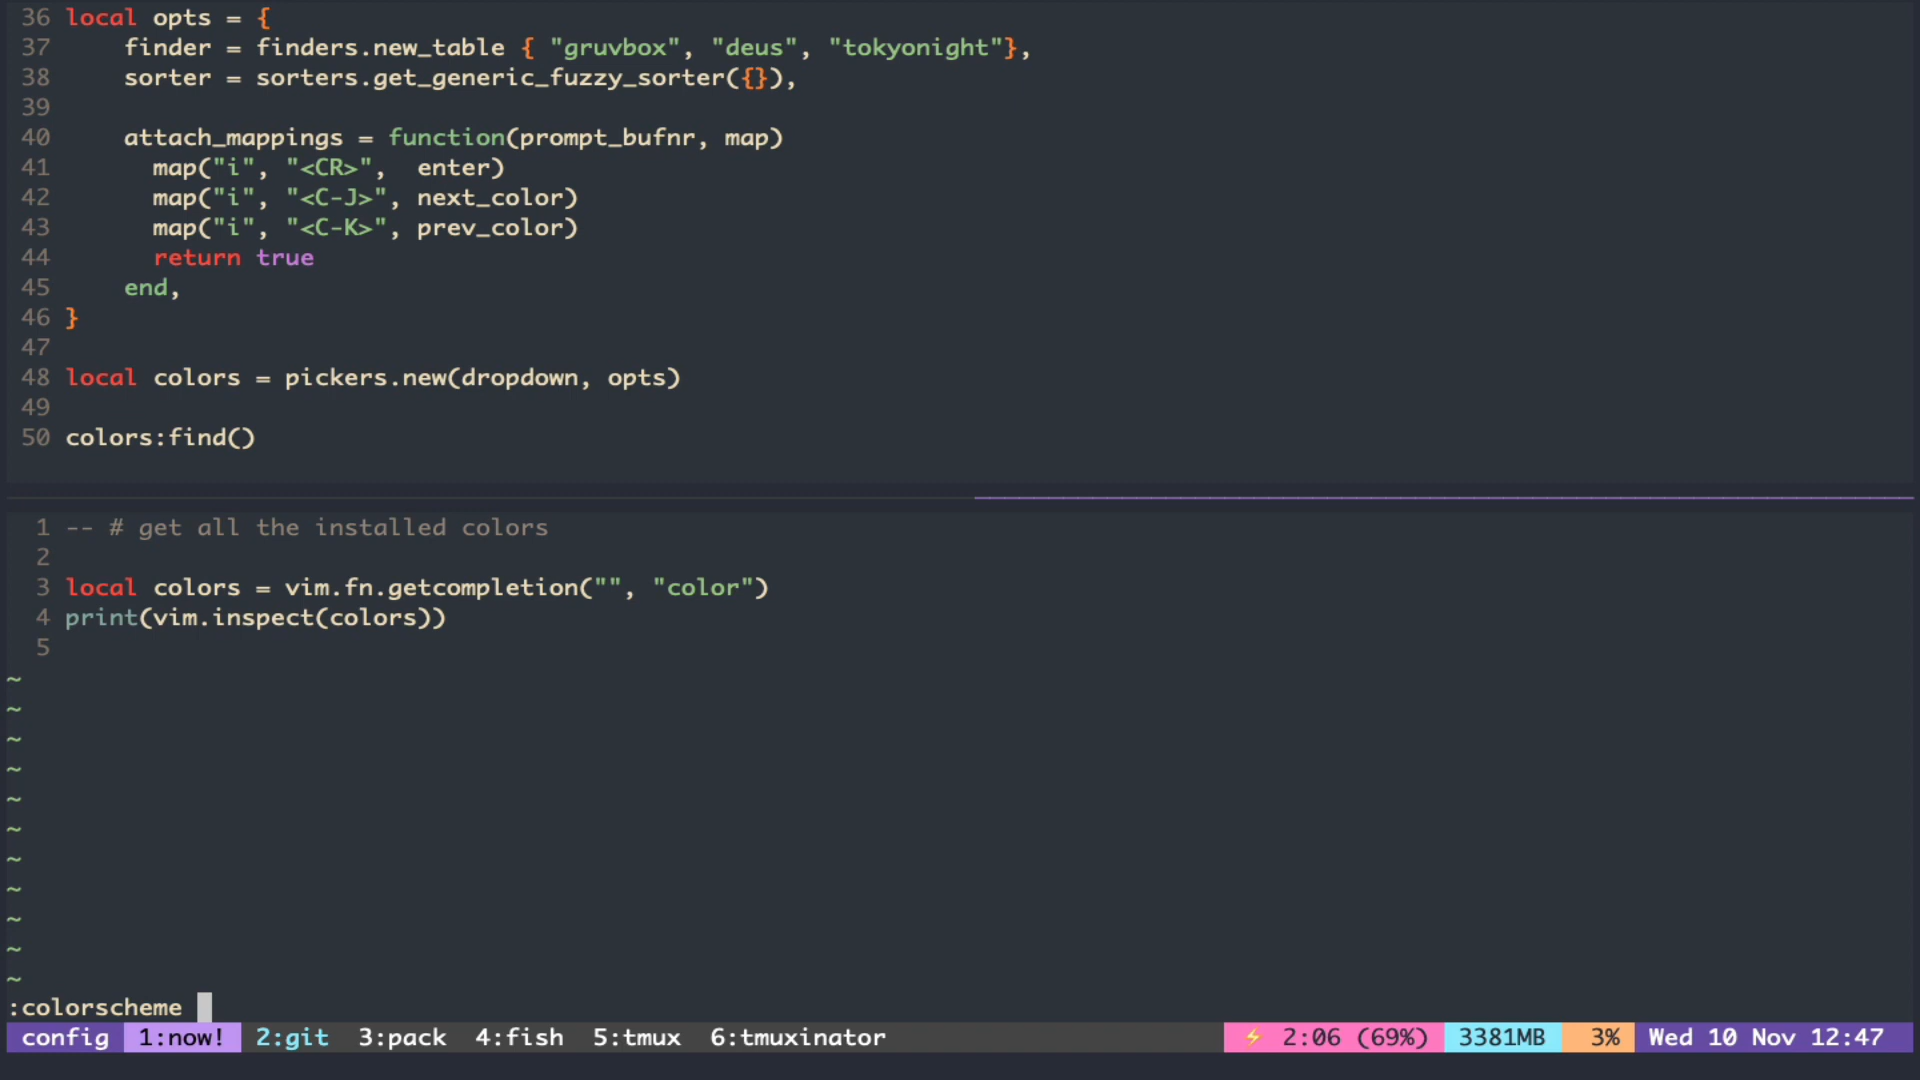 36 local opts = {
37     finder = finders.new_table { "gruvbox", "deus", "tokyonight"},
38     sorter = sorters.get_generic_fuzzy_sorter({}),
39
40     attach_mappings = function(prompt_bufnr, map)
41       map("i", "<CR>",  enter)
42       map("i", "<C-J>", next_color)
43       map("i", "<C-K>", prev_color)
44       return true
45     end,
46 }
47
48 local colors = pickers.new(dropdown, opts)
49
50 colors:find()
1 -- # get all the installed colors
2
3 local colors = vim.fn.getcompletion("", "color")
4 print(vim.inspect(colors))
5
~
~
~
~
~
~
~
~
~
~
~
:colorscheme
config 1:now! 2:git 3:pack 4:fish 5:tmux 6:tmuxinator ⚡ 2:06 (69%) 3381MB 3% Wed 10 Nov 12:47